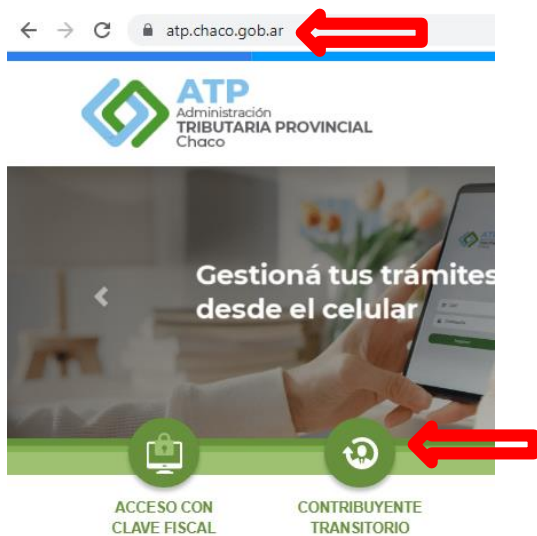 atp.chaco.gob.ar
ATP
Administración
TRIBUTARIA PROVINCIAL
Chaco
Gestioná tus trámites
desde el celular
ACCESO CON
CLAVE FISCAL
CONTRIBUYENTE
TRANSITORIO